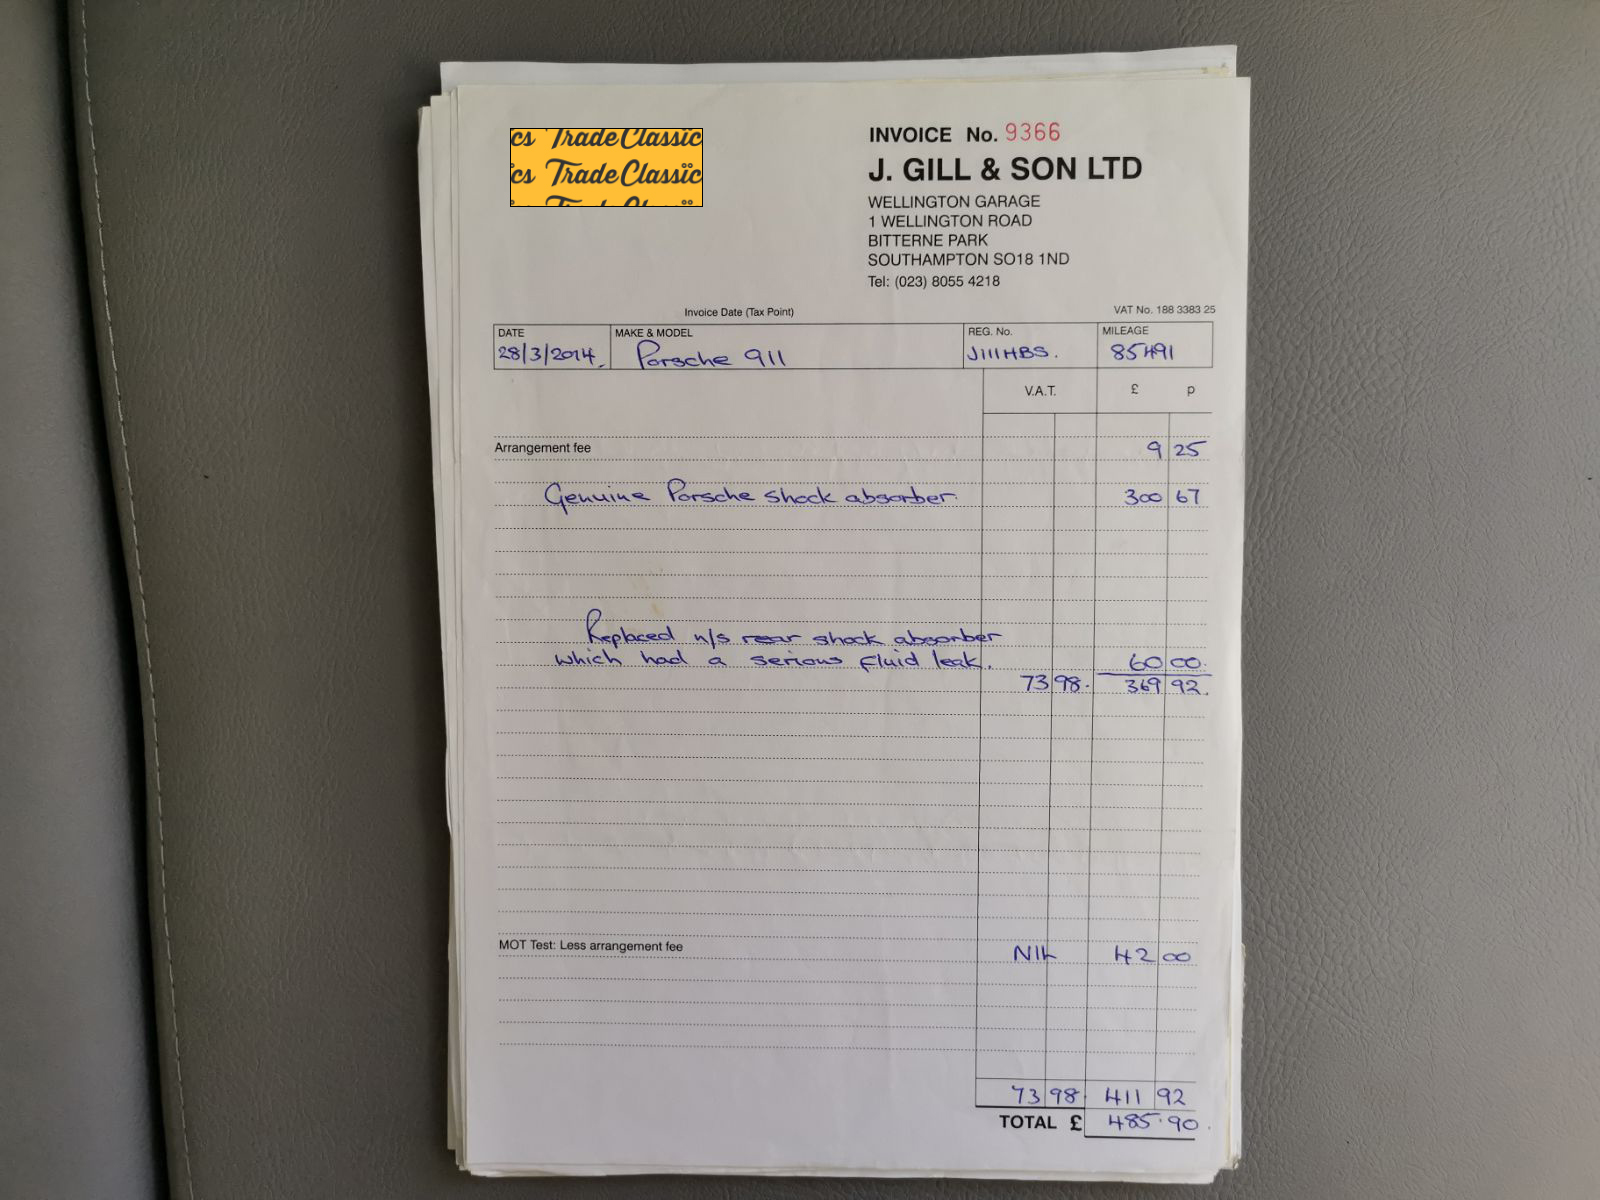 cs Trade Classic
cs Trade Classic
INVOICE No. 9366
J. GILL & SON LTD
WELLINGTON GARAGE
1 WELLINGTON ROAD
BITTERNE PARK
SOUTHAMPTON SO18 1ND
Tel: (023) 8055 4218
Invoice Date (Tax Point) VAT No. 188 3383 25
DATE MAKE & MODEL REG. No. MILEAGE
28/3/2014. Porsche 911 J111HBS. 85491
V.A.T. £ p
Arrangement fee 9 25
Genuine Porsche shock absorber. 300 67
Replaced n/s rear shock absorber
which had a serious fluid leak. 60 00.
73 98. 369 92.
MOT Test: Less arrangement fee NIL 42 00
73 98 411 92
TOTAL £ 485.90.